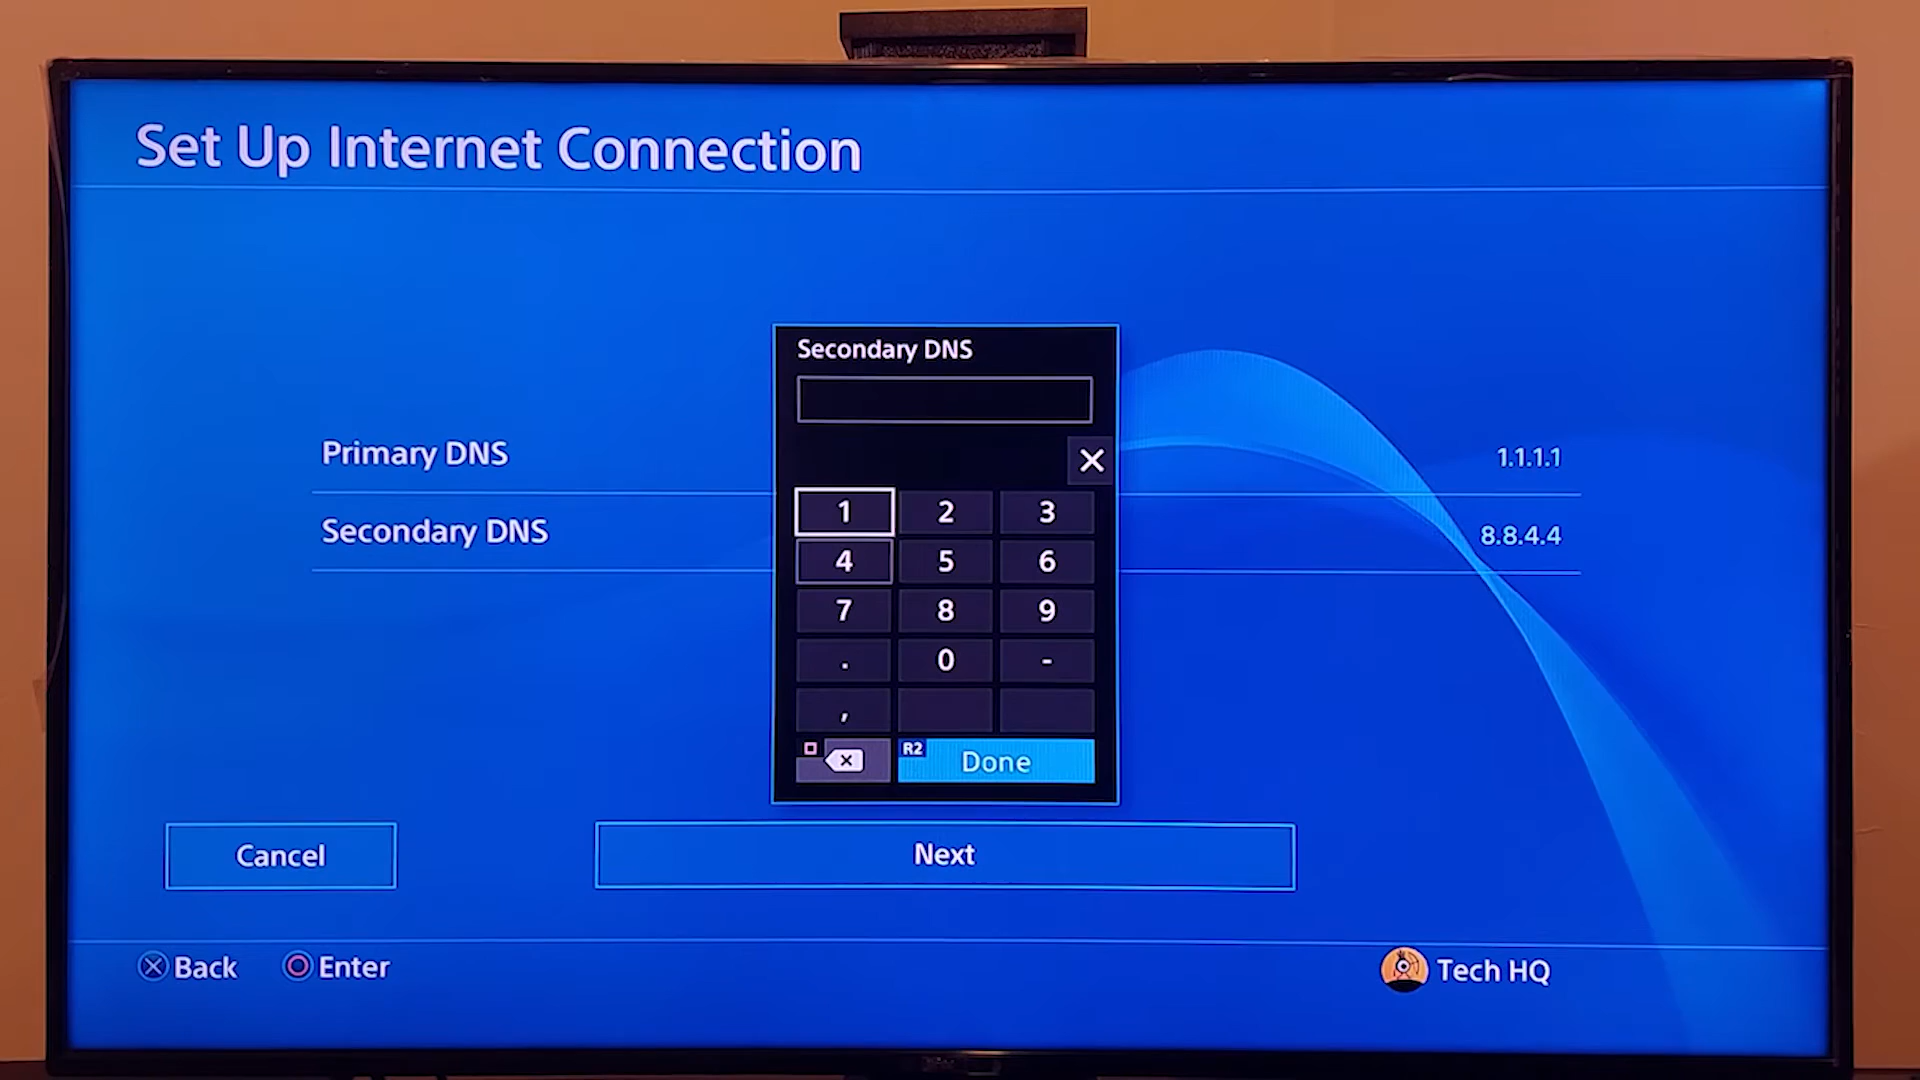 Set Up Internet Connection
Secondary DNS
Primary DNS
1.1.1.1
Secondary DNS
8.8.4.4
1 2 3
4 5 6
7 8 9
. 0 -
,
R2 Done
Cancel
Next
Back
Enter
Tech HQ